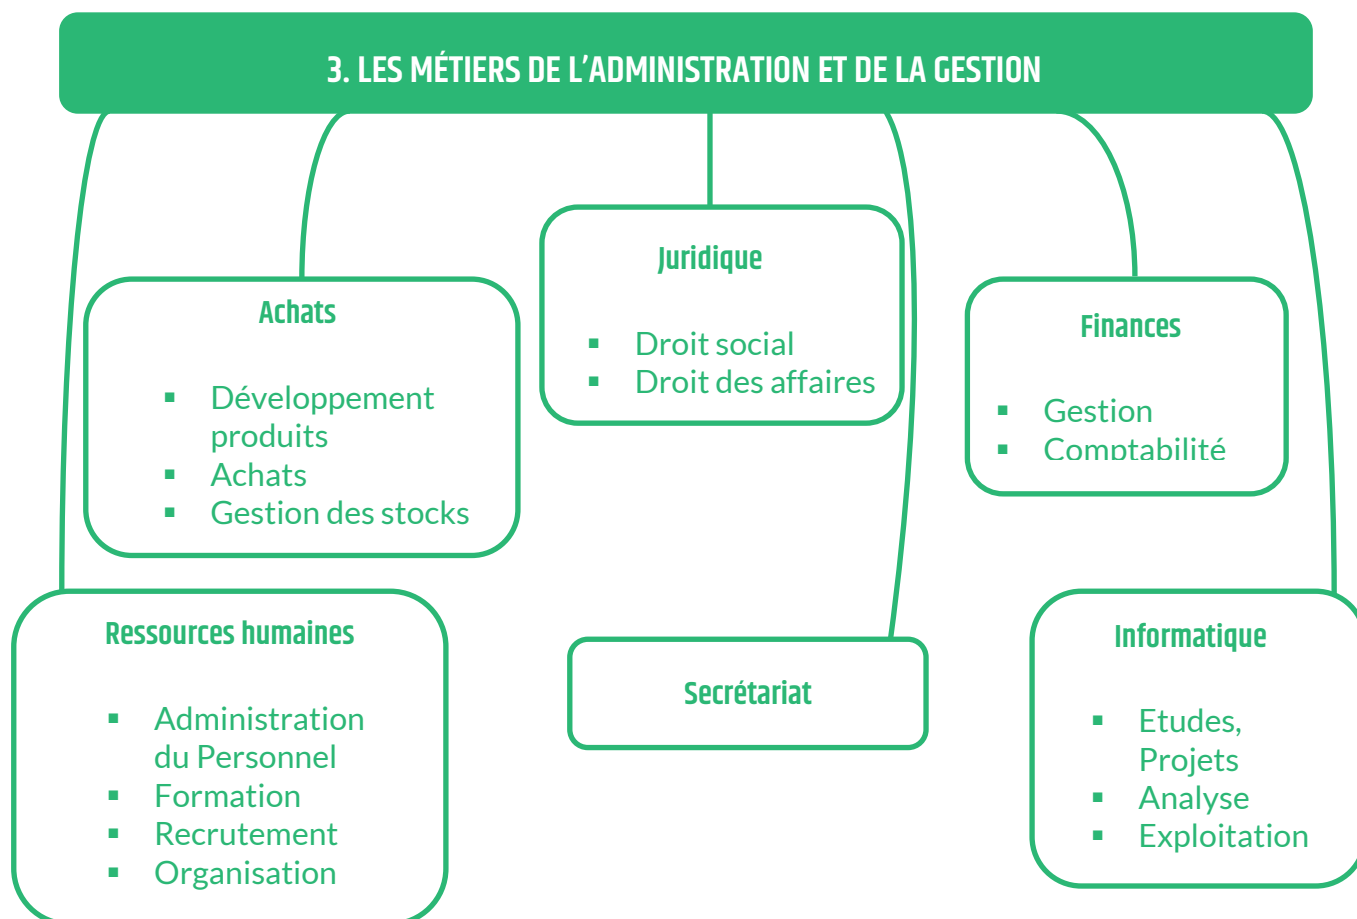 3. LES MÉTIERS DE L'ADMINISTRATION ET DE LA GESTION
Juridique
▪ Droit social
▪ Droit des affaires
Achats
▪ Développement
produits
▪ Achats
▪ Gestion des stocks
Finances
▪ Gestion
▪ Comptabilité
Ressources humaines
▪ Administration
du Personnel
▪ Formation
▪ Recrutement
▪ Organisation
Secrétariat
Informatique
▪ Etudes,
Projets
▪ Analyse
▪ Exploitation